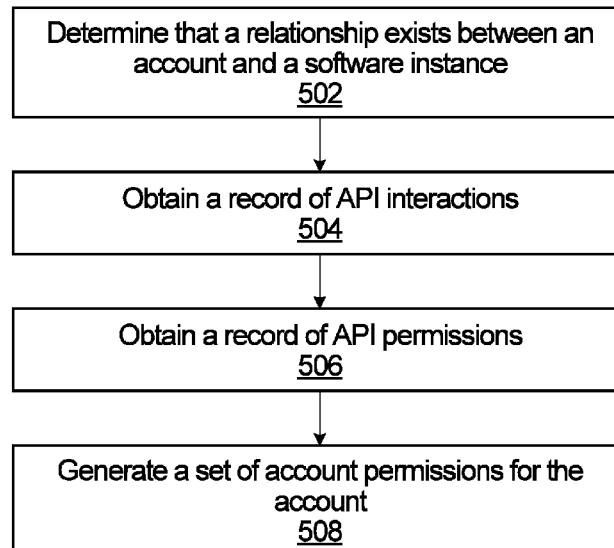 Determine that a relationship exists between an
account and a software instance
502
Obtain a record of API interactions
504
Obtain a record of API permissions
506
Generate a set of account permissions for the
account
508